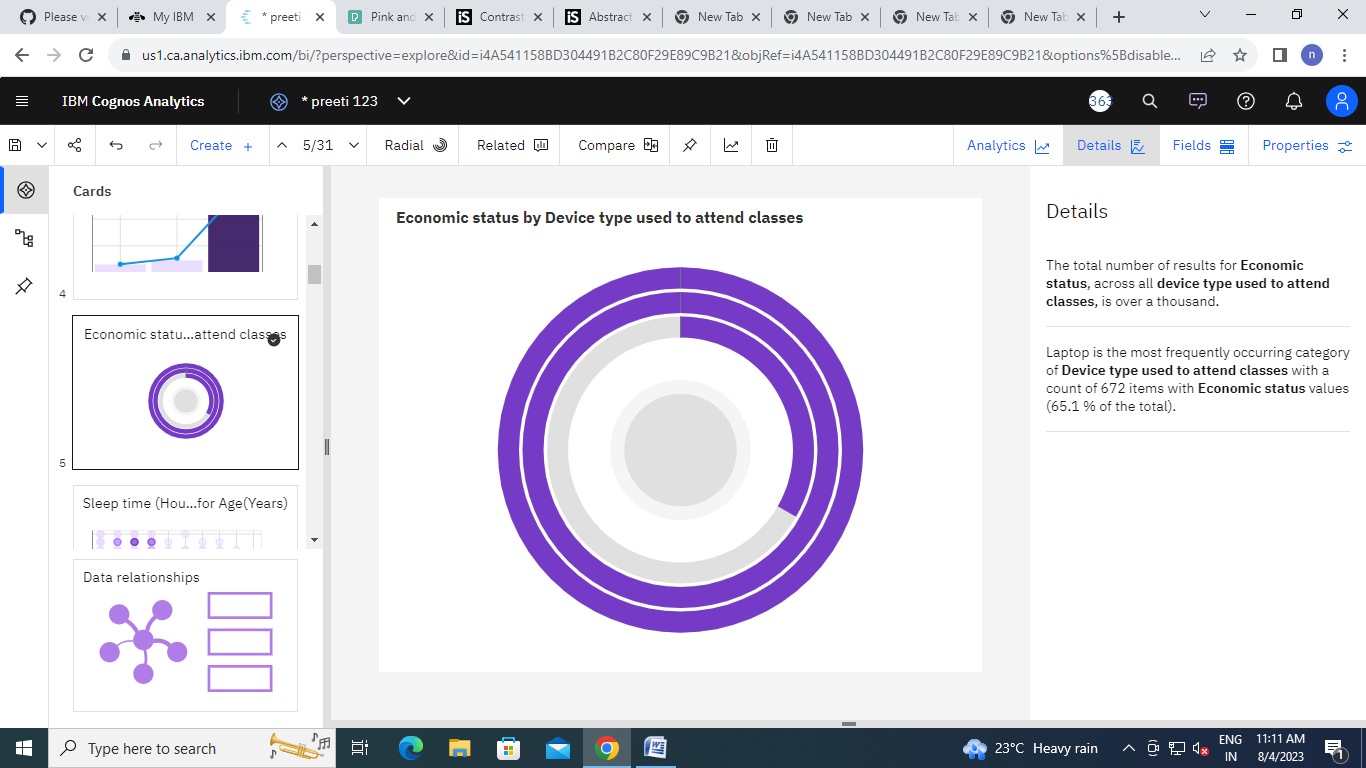 Please ve
My IBM
* preeti
Pink and
Contrast
Abstract
New Tab
New Tab
New Tab
New Tab
us1.ca.analytics.ibm.com/bi/?perspective=explore&id=i4A541158BD304491B2C80F29E89C9B21&objRef=i4A541158BD304491B2C80F29E89C9B21&options%5Bdisable...
n
IBM Cognos Analytics
* preeti 123
363
Create +
5/31
Radial
Related
Compare
Analytics
Details
Fields
Properties
Cards
4
Economic statu...attend classes
5
Sleep time (Hou...for Age(Years)
Data relationships
Economic status by Device type used to attend classes
Details
The total number of results for Economic
status, across all device type used to attend
classes, is over a thousand.
Laptop is the most frequently occurring category
of Device type used to attend classes with a
count of 672 items with Economic status values
(65.1 % of the total).
Type here to search
23°C Heavy rain
ENG
IN
11:11 AM
8/4/2023
1